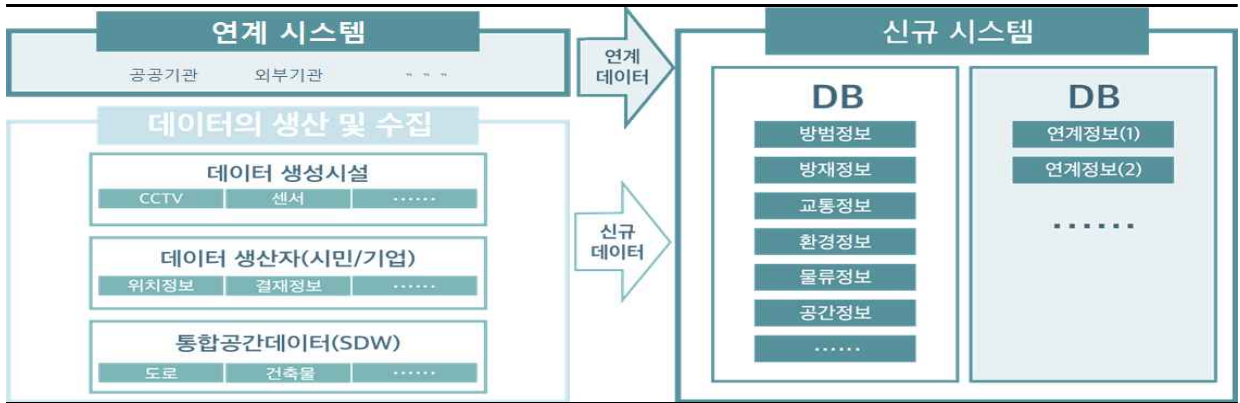 연계 시스템
공공기관 외부기관 " " "
연계
데이터
데이터의 생산 및 수집
데이터 생성시설
CCTV 센서 ······
데이터 생산자(시민/기업)
위치정보 결재정보 ······
통합공간데이터(SDW)
도로 건축물 ······
신규
데이터
신규 시스템
DB
방범정보
방재정보
교통정보
환경정보
물류정보
공간정보
······
DB
연계정보(1)
연계정보(2)
······